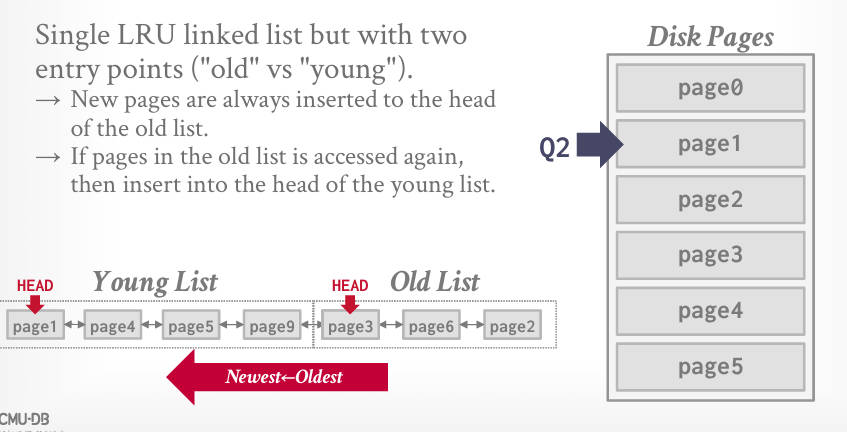 Single LRU linked list but with two
entry points ("old" vs "young").
→ New pages are always inserted to the head
of the old list.
→ If pages in the old list is accessed again,
then insert into the head of the young list.
Disk Pages
page0
Q2
page1
page2
page3
page4
page5
Young List
Old List
HEAD
HEAD
page1 page4 page5 page9 page3 page6 page2
Newest←Oldest
CMU-DB